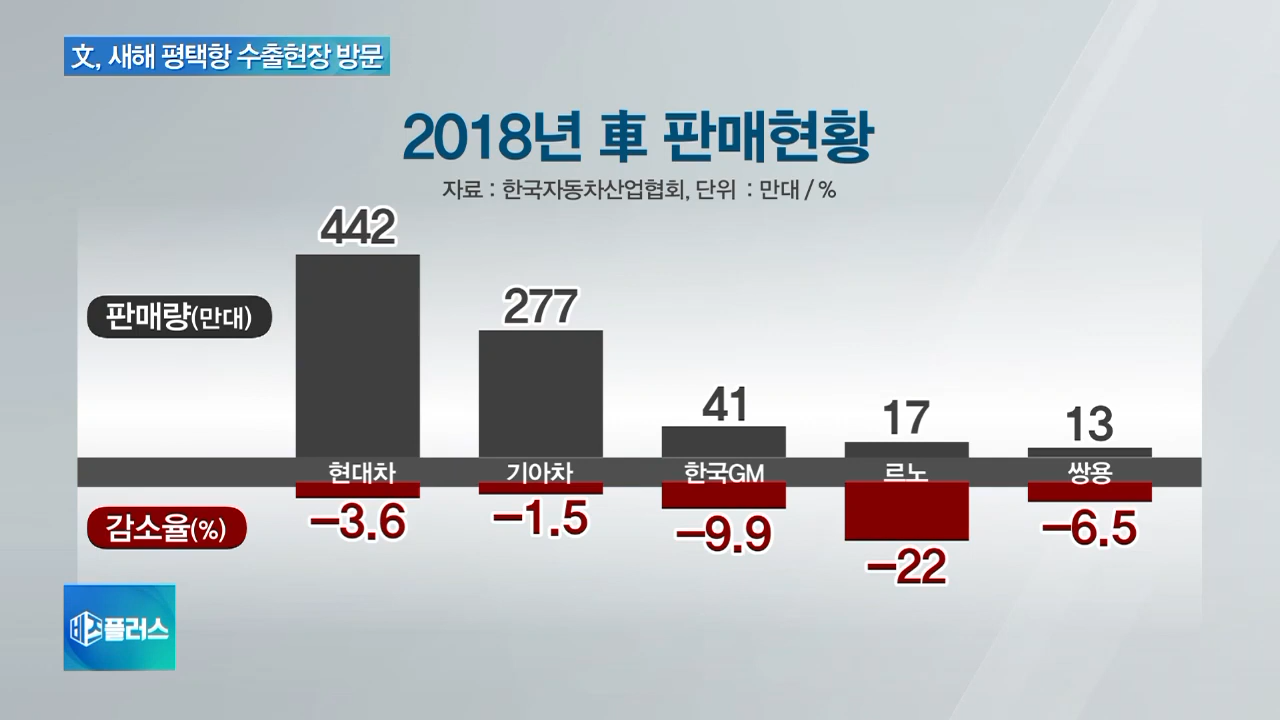 文, 새해 평택항 수출현장 방문
2018년 車 판매현황
자료 : 한국자동차산업협회, 단위 : 만대 / %
442
277
41
17
13
판매량(만대)
현대차
기아차
한국GM
르노
쌍용
감소율(%)
-3.6
-1.5
-9.9
-22
-6.5
비즈플러스